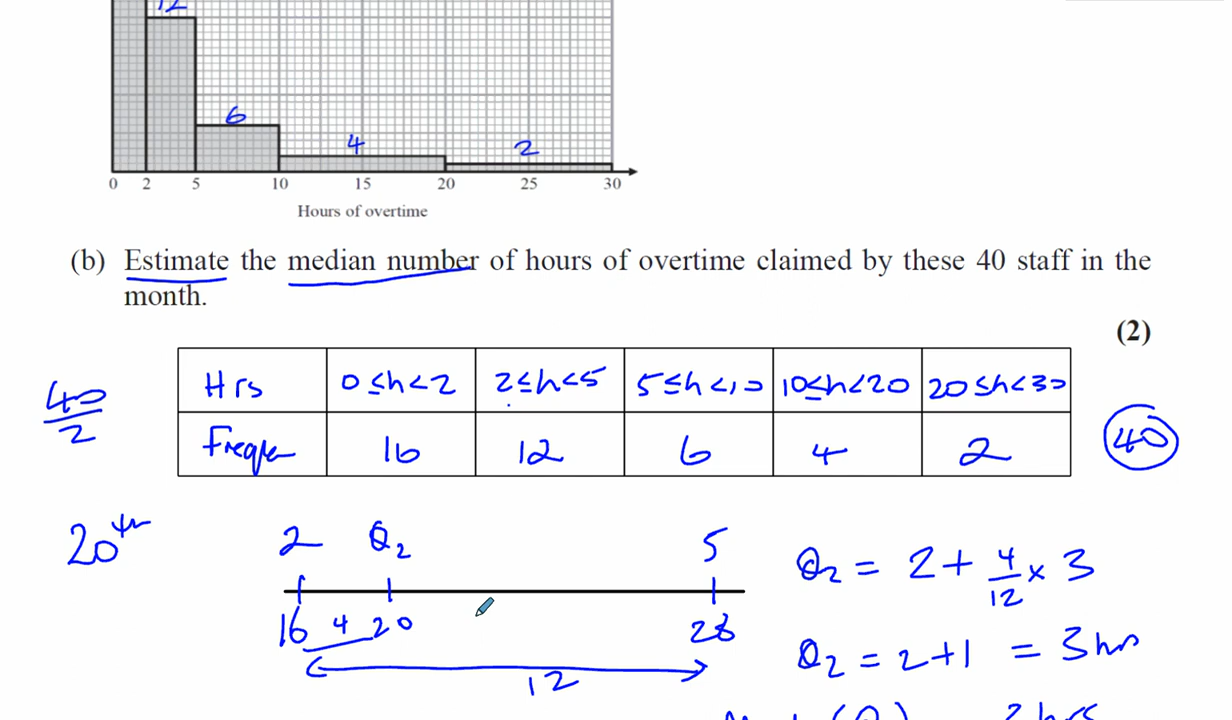 12
6
4
2
0 2 5 10 15 20 25 30
Hours of overtime
(b) Estimate the median number of hours of overtime claimed by these 40 staff in the
month.
(2)
40/2
Hrs 0≤h<2 2≤h<5 5≤h<10 10≤h<20 20≤h<30
16 12 6 4 2
40
20th
2 Q₂ 5
16 4 20 28
12
Q₂ = 2 + 4/12 × 3
Q₂ = 2+1 = 3hrs